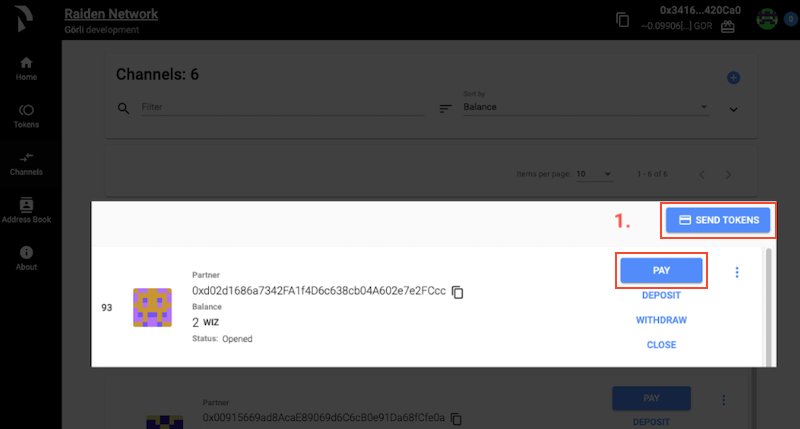 Raiden Network
Görli development
0x3416...420Ca0
~0.09906[...] GOR
0
Home
Tokens
Channels
Address Book
About
Channels: 6
Filter
Sort by
Balance
Items per page: 10
1 - 6 of 6
1.
SEND TOKENS
93
Partner
0xd02d1686a7342FA1f4D6c638cb04A602e7e2FCcc
Balance
2 WIZ
Status: Opened
PAY
DEPOSIT
WITHDRAW
CLOSE
Partner
0x00915669ad8AcaE89069d6C6cB0e91Da68fCfe0a
PAY
DEPOSIT